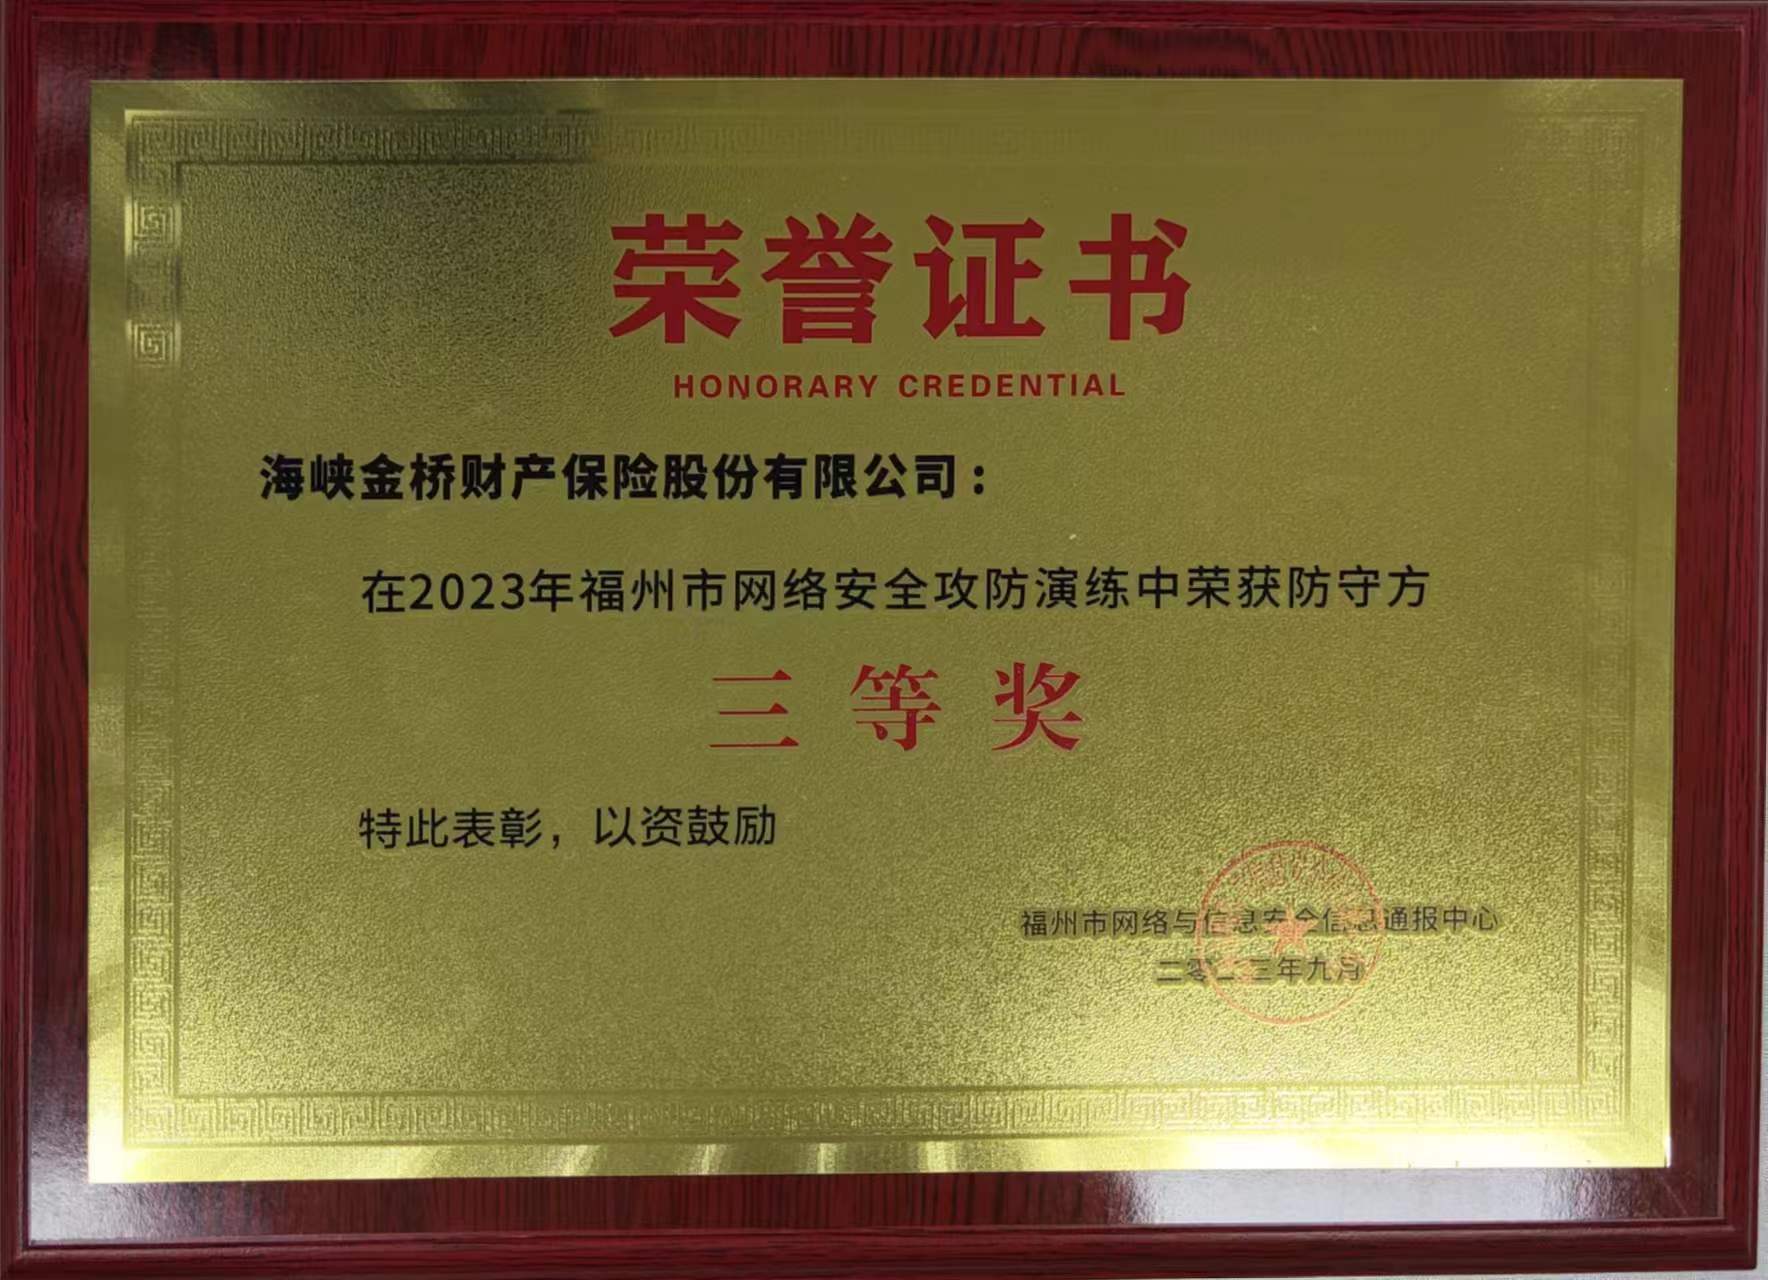 荣誉证书
HONORARY CREDENTIAL
海峡金桥财产保险股份有限公司：
在2023年福州市网络安全攻防演练中荣获防守方
三等奖
特此表彰，以资鼓励
福州市网络与信息安全信息通报中心
二零二三年九月